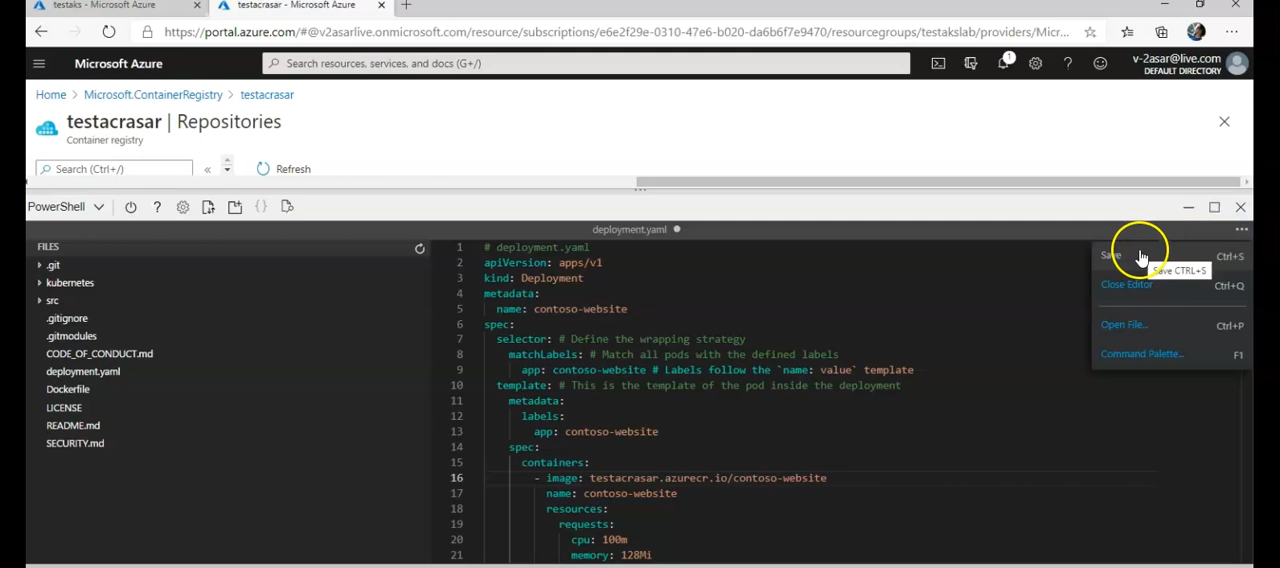 testaks - Microsoft Azure
testacrasar - Microsoft Azure
https://portal.azure.com/#@v2asarlive.onmicrosoft.com/resource/subscriptions/e6e2f29e-0310-47e6-b020-da6b6f7e9470/resourcegroups/testakslab/providers/Micr...
Microsoft Azure
Search resources, services, and docs (G+/)
1
v-2asar@live.com
DEFAULT DIRECTORY
Home > Microsoft.ContainerRegistry > testacrasar
testacrasar | Repositories
Container registry
Search (Ctrl+/)
«
Refresh
PowerShell
deployment.yaml
FILES
.git
kubernetes
src
.gitignore
.gitmodules
CODE_OF_CONDUCT.md
deployment.yaml
Dockerfile
LICENSE
README.md
SECURITY.md
1 # deployment.yaml
2 apiVersion: apps/v1
3 kind: Deployment
4 metadata:
5 name: contoso-website
6 spec:
7 selector: # Define the wrapping strategy
8 matchLabels: # Match all pods with the defined labels
9 app: contoso-website # Labels follow the `name: value` template
10 template: # This is the template of the pod inside the deployment
11 metadata:
12 labels:
13 app: contoso-website
14 spec:
15 containers:
16 - image: testacrasar.azurecr.io/contoso-website
17 name: contoso-website
18 resources:
19 requests:
20 cpu: 100m
21 memory: 128Mi
Save Ctrl+S
Save CTRL+S
Close Editor Ctrl+Q
Open File... Ctrl+P
Command Palette... F1